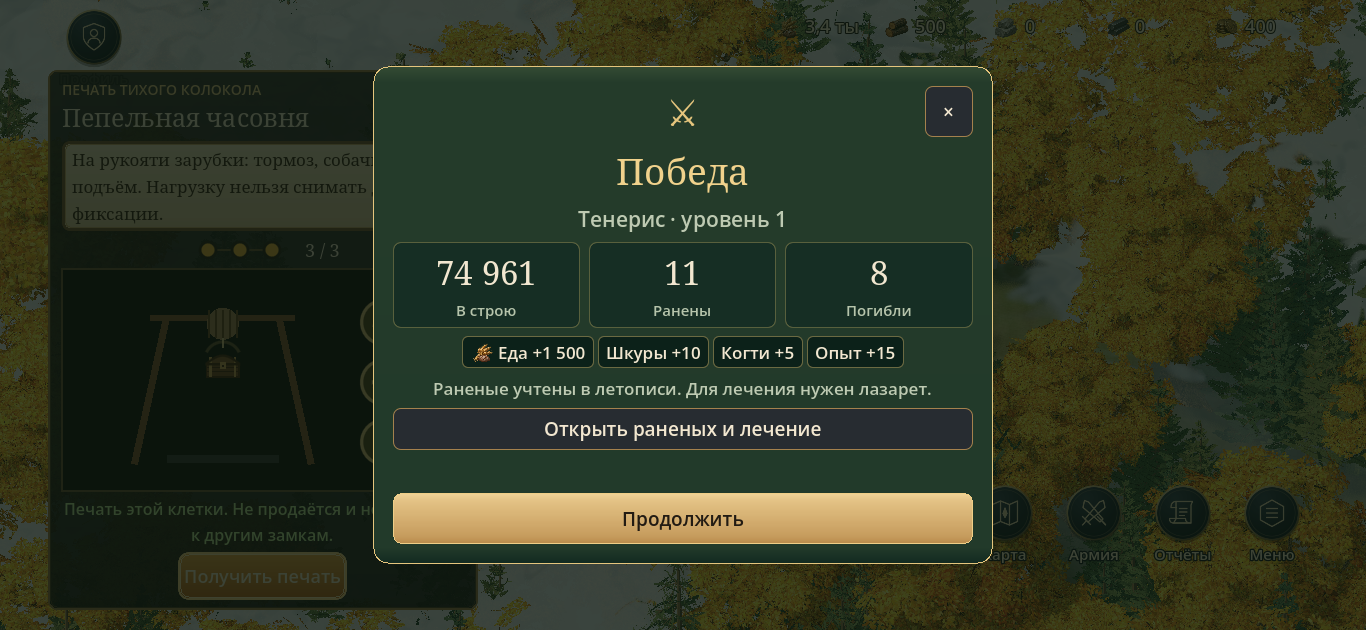 3,4 ты
500
0
0
400
ПЕЧАТЬ ТИХОГО КОЛОКОЛА
Пепельная часовня
На рукояти зарубки: тормоз,
подъём. Нагрузку нельзя снимать
фиксации.
3 / 3
Печать этой клетки. Не продаётся и
к другим замкам.
Получить печать
×
Победа
Тенерис · уровень 1
74 961
В строю
11
Ранены
8
Погибли
Еда +1 500
Шкуры +10
Когти +5
Опыт +15
Раненые учтены в летописи. Для лечения нужен лазарет.
Открыть раненых и лечение
Продолжить
арта
Армия
Отчёты
Меню